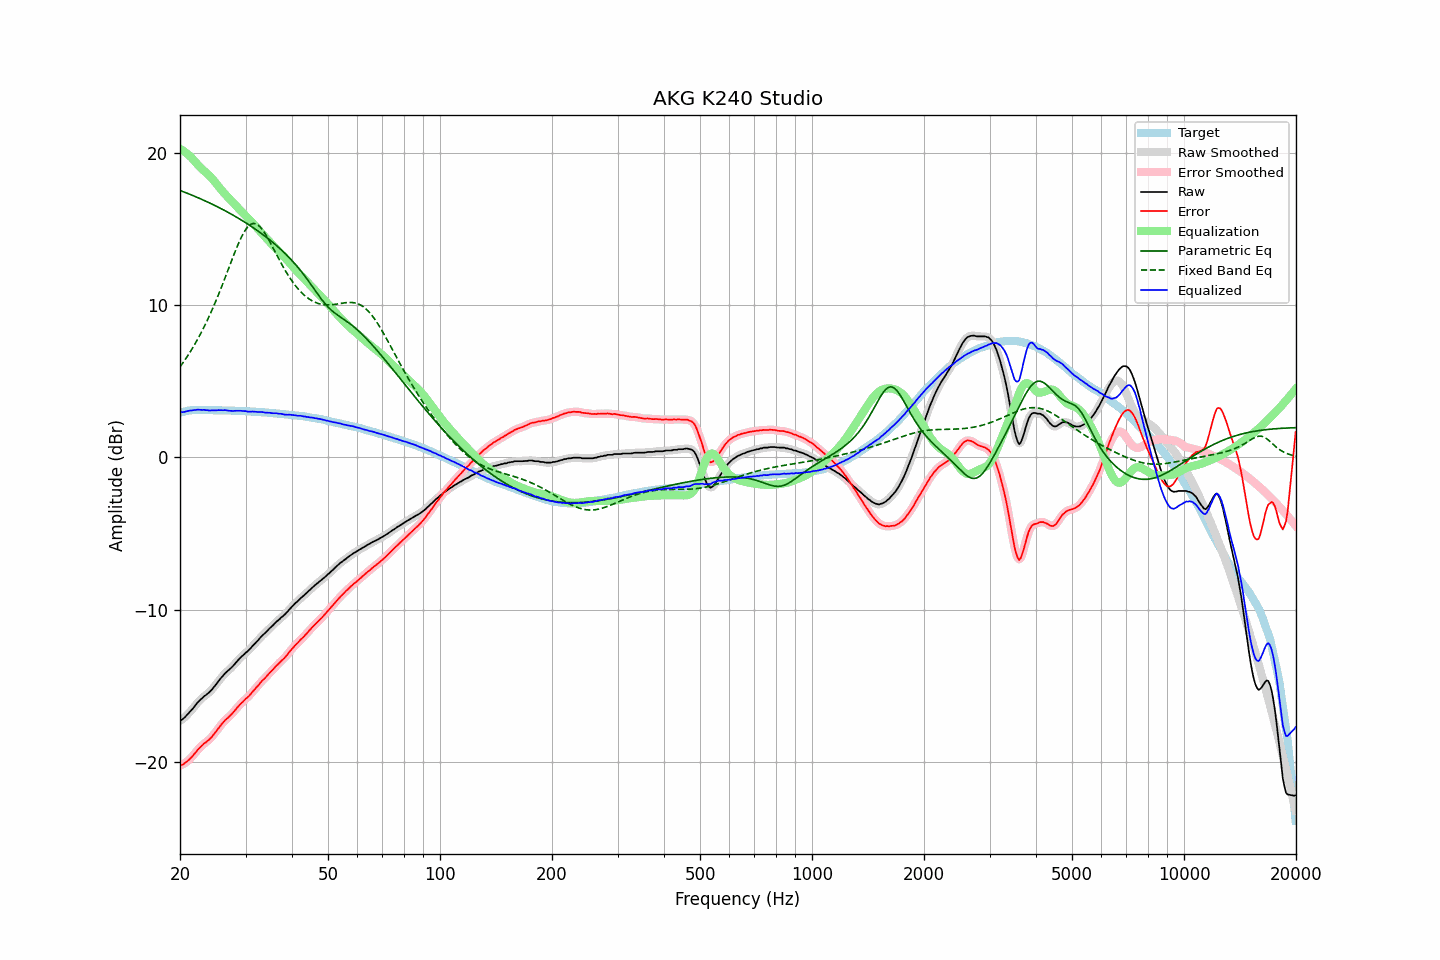 AKG K240 Studio
Target
Raw Smoothed
Error Smoothed
Raw
Error
Equalization
Parametric Eq
Fixed Band Eq
Equalized
Amplitude (dBr)
20
10
0
−10
−20
20 50 100 200 500 1000 2000 5000 10000 20000
Frequency (Hz)